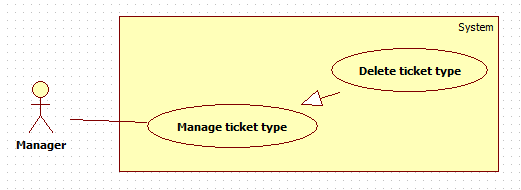 System
Delete ticket type
Manage ticket type
Manager